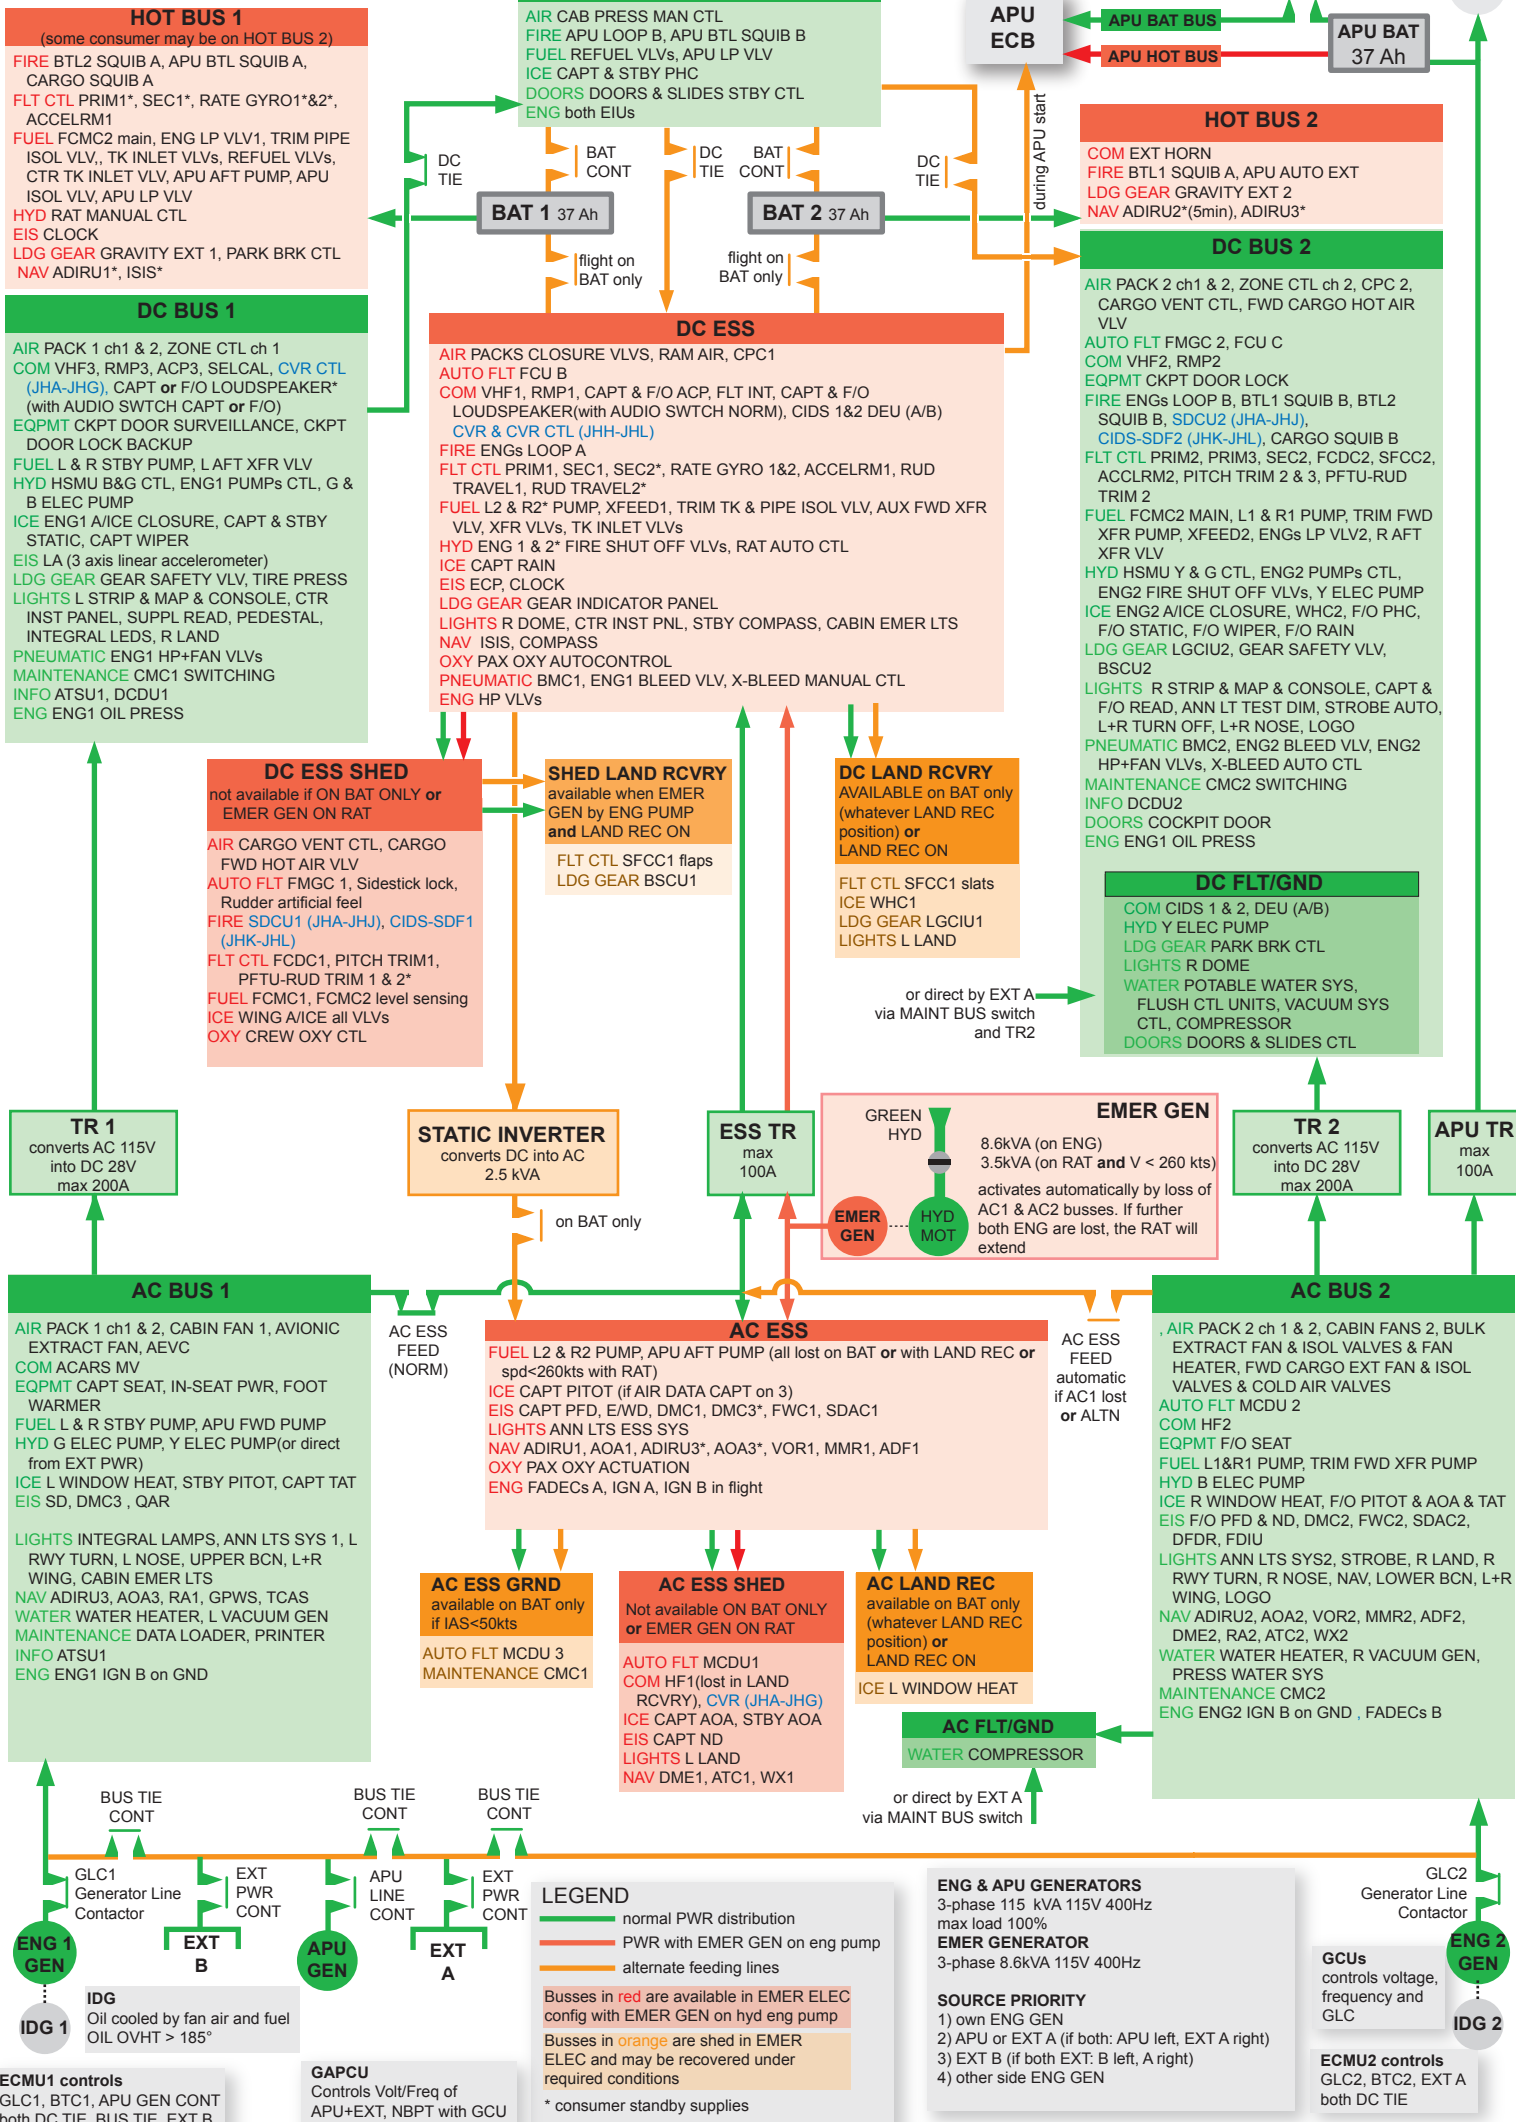 HOT BUS 1
(some consumer may be on HOT BUS 2)
FIRE BTL2 SQUIB A, APU BTL SQUIB A,
CARGO SQUIB A
FLT CTL PRIM1*, SEC1*, RATE GYRO1*&2*,
ACCELRM1
FUEL FCMC2 main, ENG LP VLV1, TRIM PIPE
ISOL VLV,, TK INLET VLVs, REFUEL VLVs,
CTR TK INLET VLV, APU AFT PUMP, APU
ISOL VLV, APU LP VLV
HYD RAT MANUAL CTL
EIS CLOCK
LDG GEAR GRAVITY EXT 1, PARK BRK CTL
NAV ADIRU1*, ISIS*
AIR CAB PRESS MAN CTL
FIRE APU LOOP B, APU BTL SQUIB B
FUEL REFUEL VLVs, APU LP VLV
ICE CAPT & STBY PHC
DOORS DOORS & SLIDES STBY CTL
ENG both EIUs
APU
ECB
APU BAT BUS
APU HOT BUS
APU BAT
37 Ah
DC
TIE
BAT
CONT
DC
TIE
BAT
CONT
DC
TIE
during APU start
BAT 1 37 Ah
BAT 2 37 Ah
flight on
BAT only
flight on
BAT only
HOT BUS 2
COM EXT HORN
FIRE BTL1 SQUIB A, APU AUTO EXT
LDG GEAR GRAVITY EXT 2
NAV ADIRU2*(5min), ADIRU3*
DC BUS 1
AIR PACK 1 ch1 & 2, ZONE CTL ch 1
COM VHF3, RMP3, ACP3, SELCAL, CVR CTL
(JHA-JHG), CAPT or F/O LOUDSPEAKER*
(with AUDIO SWTCH CAPT or F/O)
EQPMT CKPT DOOR SURVEILLANCE, CKPT
DOOR LOCK BACKUP
FUEL L & R STBY PUMP, L AFT XFR VLV
HYD HSMU B&G CTL, ENG1 PUMPs CTL, G &
B ELEC PUMP
ICE ENG1 A/ICE CLOSURE, CAPT & STBY
STATIC, CAPT WIPER
EIS LA (3 axis linear accelerometer)
LDG GEAR GEAR SAFETY VLV, TIRE PRESS
LIGHTS L STRIP & MAP & CONSOLE, CTR
INST PANEL, SUPPL READ, PEDESTAL,
INTEGRAL LEDS, R LAND
PNEUMATIC ENG1 HP+FAN VLVs
MAINTENANCE CMC1 SWITCHING
INFO ATSU1, DCDU1
ENG ENG1 OIL PRESS
DC ESS
AIR PACKS CLOSURE VLVS, RAM AIR, CPC1
AUTO FLT FCU B
COM VHF1, RMP1, CAPT & F/O ACP, FLT INT, CAPT & F/O
LOUDSPEAKER(with AUDIO SWTCH NORM), CIDS 1&2 DEU (A/B)
CVR & CVR CTL (JHH-JHL)
FIRE ENGs LOOP A
FLT CTL PRIM1, SEC1, SEC2*, RATE GYRO 1&2, ACCELRM1, RUD
TRAVEL1, RUD TRAVEL2*
FUEL L2 & R2* PUMP, XFEED1, TRIM TK & PIPE ISOL VLV, AUX FWD XFR
VLV, XFR VLVs, TK INLET VLVs
HYD ENG 1 & 2* FIRE SHUT OFF VLVs, RAT AUTO CTL
ICE CAPT RAIN
EIS ECP, CLOCK
LDG GEAR GEAR INDICATOR PANEL
LIGHTS R DOME, CTR INST PNL, STBY COMPASS, CABIN EMER LTS
NAV ISIS, COMPASS
OXY PAX OXY AUTOCONTROL
PNEUMATIC BMC1, ENG1 BLEED VLV, X-BLEED MANUAL CTL
ENG HP VLVs
DC BUS 2
AIR PACK 2 ch1 & 2, ZONE CTL ch 2, CPC 2,
CARGO VENT CTL, FWD CARGO HOT AIR
VLV
AUTO FLT FMGC 2, FCU C
COM VHF2, RMP2
EQPMT CKPT DOOR LOCK
FIRE ENGs LOOP B, BTL1 SQUIB B, BTL2
SQUIB B, SDCU2 (JHA-JHJ),
CIDS-SDF2 (JHK-JHL), CARGO SQUIB B
FLT CTL PRIM2, PRIM3, SEC2, FCDC2, SFCC2,
ACCLRM2, PITCH TRIM 2 & 3, PFTU-RUD
TRIM 2
FUEL FCMC2 MAIN, L1 & R1 PUMP, TRIM FWD
XFR PUMP, XFEED2, ENGs LP VLV2, R AFT
XFR VLV
HYD HSMU Y & G CTL, ENG2 PUMPs CTL,
ENG2 FIRE SHUT OFF VLVs, Y ELEC PUMP
ICE ENG2 A/ICE CLOSURE, WHC2, F/O PHC,
F/O STATIC, F/O WIPER, F/O RAIN
LDG GEAR LGCIU2, GEAR SAFETY VLV,
BSCU2
LIGHTS R STRIP & MAP & CONSOLE, CAPT &
F/O READ, ANN LT TEST DIM, STROBE AUTO,
L+R TURN OFF, L+R NOSE, LOGO
PNEUMATIC BMC2, ENG2 BLEED VLV, ENG2
HP+FAN VLVs, X-BLEED AUTO CTL
MAINTENANCE CMC2 SWITCHING
INFO DCDU2
DOORS COCKPIT DOOR
ENG ENG1 OIL PRESS
DC FLT/GND
COM CIDS 1 & 2, DEU (A/B)
HYD Y ELEC PUMP
LDG GEAR PARK BRK CTL
LIGHTS R DOME
WATER POTABLE WATER SYS,
FLUSH CTL UNITS, VACUUM SYS
CTL, COMPRESSOR
DOORS DOORS & SLIDES CTL
DC ESS SHED
not available if ON BAT ONLY or
EMER GEN ON RAT
AIR CARGO VENT CTL, CARGO
FWD HOT AIR VLV
AUTO FLT FMGC 1, Sidestick lock,
Rudder artificial feel
FIRE SDCU1 (JHA-JHJ), CIDS-SDF1
(JHK-JHL)
FLT CTL FCDC1, PITCH TRIM1,
PFTU-RUD TRIM 1 & 2*
FUEL FCMC1, FCMC2 level sensing
ICE WING A/ICE all VLVs
OXY CREW OXY CTL
SHED LAND RCVRY
available when EMER
GEN by ENG PUMP
and LAND REC ON
FLT CTL SFCC1 flaps
LDG GEAR BSCU1
DC LAND RCVRY
AVAILABLE on BAT only
(whatever LAND REC
position) or
LAND REC ON
FLT CTL SFCC1 slats
ICE WHC1
LDG GEAR LGCIU1
LIGHTS L LAND
or direct by EXT A
via MAINT BUS switch
and TR2
TR 1
converts AC 115V
into DC 28V
max 200A
STATIC INVERTER
converts DC into AC
2.5 kVA
on BAT only
ESS TR
max
100A
GREEN
HYD
EMER GEN
8.6kVA (on ENG)
3.5kVA (on RAT and V < 260 kts)
activates automatically by loss of
AC1 & AC2 busses. If further
both ENG are lost, the RAT will
extend
EMER
GEN
HYD
MOT
TR 2
converts AC 115V
into DC 28V
max 200A
APU TR
max
100A
AC BUS 1
AIR PACK 1 ch1 & 2, CABIN FAN 1, AVIONIC
EXTRACT FAN, AEVC
COM ACARS MV
EQPMT CAPT SEAT, IN-SEAT PWR, FOOT
WARMER
FUEL L & R STBY PUMP, APU FWD PUMP
HYD G ELEC PUMP, Y ELEC PUMP(or direct
from EXT PWR)
ICE L WINDOW HEAT, STBY PITOT, CAPT TAT
EIS SD, DMC3 , QAR
LIGHTS INTEGRAL LAMPS, ANN LTS SYS 1, L
RWY TURN, L NOSE, UPPER BCN, L+R
WING, CABIN EMER LTS
NAV ADIRU3, AOA3, RA1, GPWS, TCAS
WATER WATER HEATER, L VACUUM GEN
MAINTENANCE DATA LOADER, PRINTER
INFO ATSU1
ENG ENG1 IGN B on GND
AC ESS
FEED
(NORM)
AC ESS
FUEL L2 & R2 PUMP, APU AFT PUMP (all lost on BAT or with LAND REC or
spd<260kts with RAT)
ICE CAPT PITOT (if AIR DATA CAPT on 3)
EIS CAPT PFD, E/WD, DMC1, DMC3*, FWC1, SDAC1
LIGHTS ANN LTS ESS SYS
NAV ADIRU1, AOA1, ADIRU3*, AOA3*, VOR1, MMR1, ADF1
OXY PAX OXY ACTUATION
ENG FADECs A, IGN A, IGN B in flight
AC ESS
FEED
automatic
if AC1 lost
or ALTN
AC BUS 2
, AIR PACK 2 ch 1 & 2, CABIN FANS 2, BULK
EXTRACT FAN & ISOL VALVES & FAN
HEATER, FWD CARGO EXT FAN & ISOL
VALVES & COLD AIR VALVES
AUTO FLT MCDU 2
COM HF2
EQPMT F/O SEAT
FUEL L1&R1 PUMP, TRIM FWD XFR PUMP
HYD B ELEC PUMP
ICE R WINDOW HEAT, F/O PITOT & AOA & TAT
EIS F/O PFD & ND, DMC2, FWC2, SDAC2,
DFDR, FDIU
LIGHTS ANN LTS SYS2, STROBE, R LAND, R
RWY TURN, R NOSE, NAV, LOWER BCN, L+R
WING, LOGO
NAV ADIRU2, AOA2, VOR2, MMR2, ADF2,
DME2, RA2, ATC2, WX2
WATER WATER HEATER, R VACUUM GEN,
PRESS WATER SYS
MAINTENANCE CMC2
ENG ENG2 IGN B on GND , FADECs B
AC ESS GRND
available on BAT only
if IAS<50kts
AUTO FLT MCDU 3
MAINTENANCE CMC1
AC ESS SHED
Not available ON BAT ONLY
or EMER GEN ON RAT
AUTO FLT MCDU1
COM HF1(lost in LAND
RCVRY), CVR (JHA-JHG)
ICE CAPT AOA, STBY AOA
EIS CAPT ND
LIGHTS L LAND
NAV DME1, ATC1, WX1
AC LAND REC
available on BAT only
(whatever LAND REC
position) or
LAND REC ON
ICE L WINDOW HEAT
AC FLT/GND
WATER COMPRESSOR
or direct by EXT A
via MAINT BUS switch
BUS TIE
CONT
BUS TIE
CONT
BUS TIE
CONT
GLC1
Generator Line
Contactor
EXT
PWR
CONT
APU
LINE
CONT
EXT
PWR
CONT
ENG 1
GEN
EXT
B
APU
GEN
EXT
A
IDG 1
IDG
Oil cooled by fan air and fuel
OIL OVHT > 185°
ECMU1 controls
GLC1, BTC1, APU GEN CONT
both DC TIE, BUS TIE, EXT B
GAPCU
Controls Volt/Freq of
APU+EXT, NBPT with GCU
LEGEND
normal PWR distribution
PWR with EMER GEN on eng pump
alternate feeding lines
Busses in red are available in EMER ELEC
config with EMER GEN on hyd eng pump
Busses in orange are shed in EMER
ELEC and may be recovered under
required conditions
* consumer standby supplies
ENG & APU GENERATORS
3-phase 115 kVA 115V 400Hz
max load 100%
EMER GENERATOR
3-phase 8.6kVA 115V 400Hz
SOURCE PRIORITY
1) own ENG GEN
2) APU or EXT A (if both: APU left, EXT A right)
3) EXT B (if both EXT: B left, A right)
4) other side ENG GEN
GLC2
Generator Line
Contactor
GCUs
controls voltage,
frequency and
GLC
ENG 2
GEN
IDG 2
ECMU2 controls
GLC2, BTC2, EXT A
both DC TIE